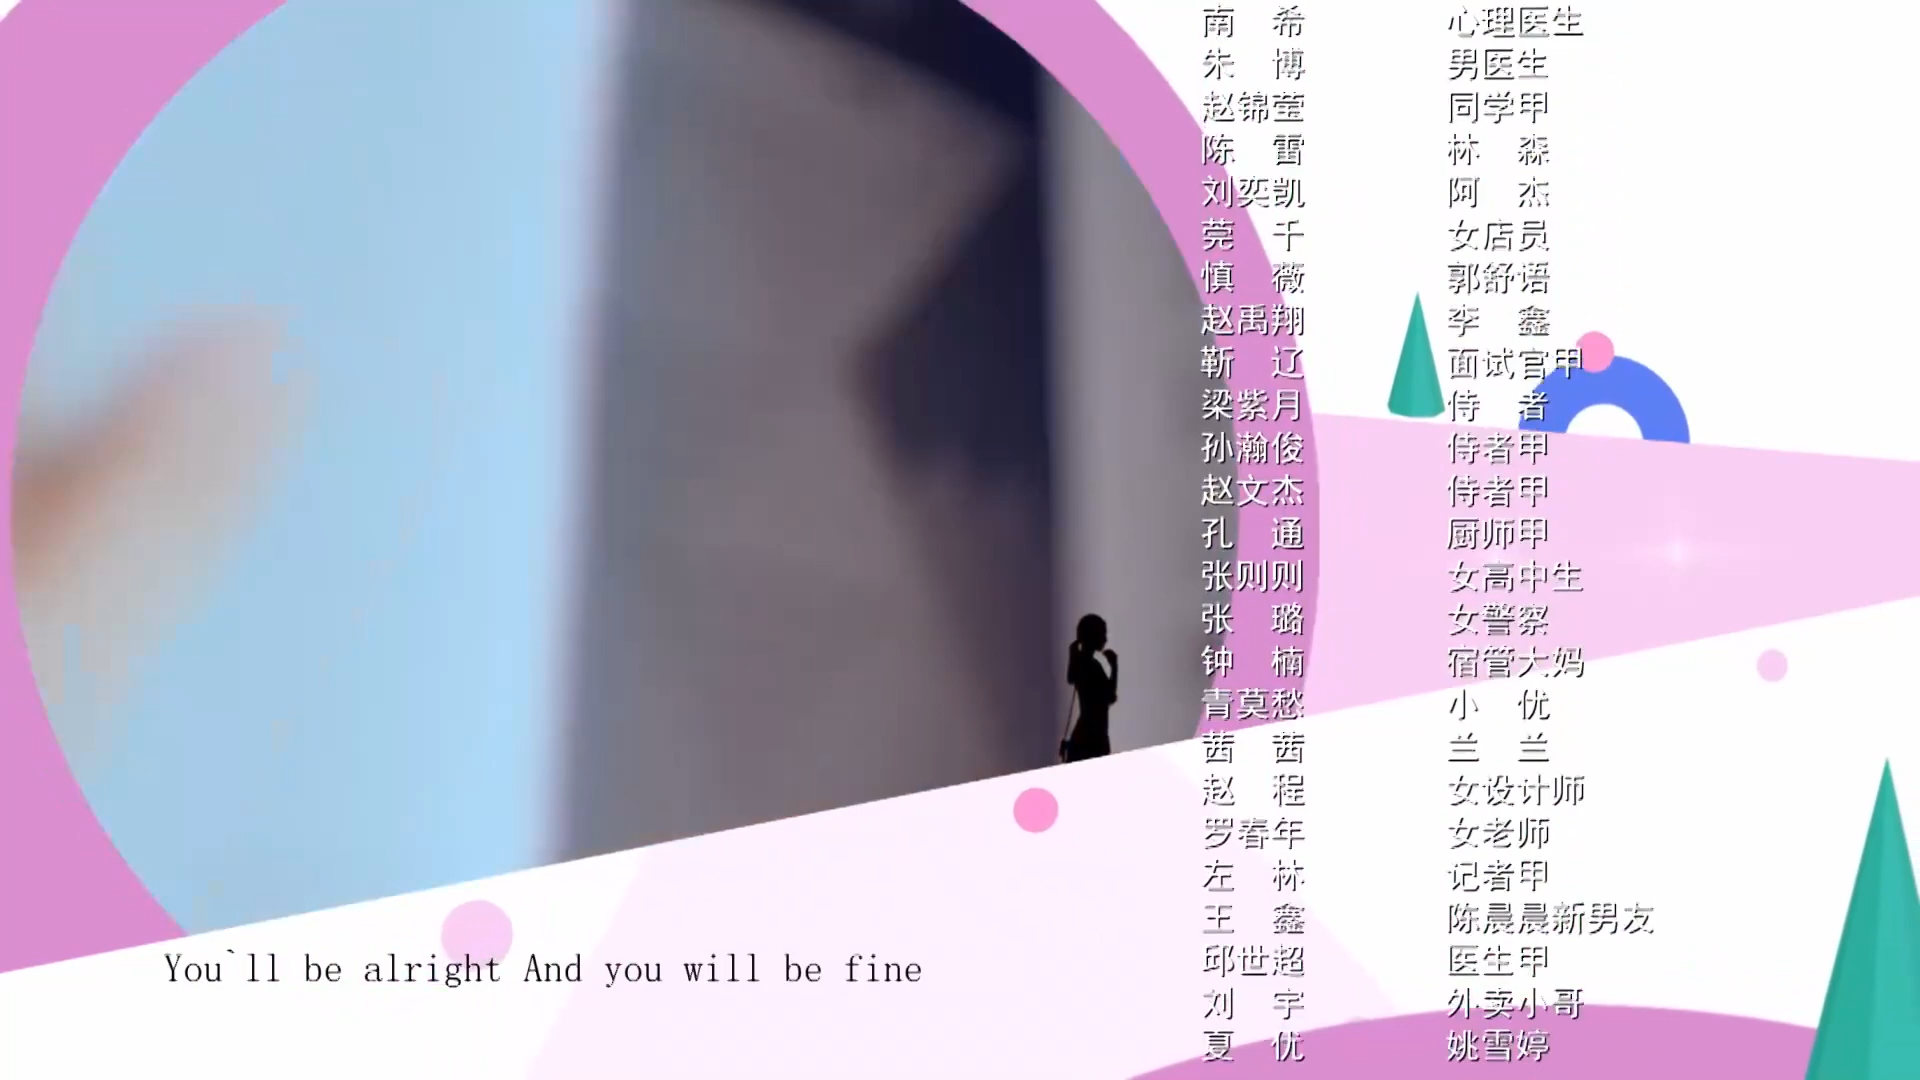 南　希　心理医生
朱　博　男医生
赵锦莹　同学甲
陈　雷　林　森
刘奕凯　阿　杰
莞　千　女店员
慎　薇　郭舒语
赵禹翔　李　鑫
靳　辽　面试官甲
梁紫月　侍　者
孙瀚俊　侍者甲
赵文杰　侍者甲
孔　通　厨师甲
张则则　女高中生
张　璐　女警察
钟　楠　宿管大妈
青莫愁　小　优
茜　茜　兰　兰
赵　程　女设计师
罗春年　女老师
左　林　记者甲
王　鑫　陈晨晨新男友
邱世超　医生甲
刘　宇　外卖小哥
夏　优　姚雪婷
You`ll be alright And you will be fine